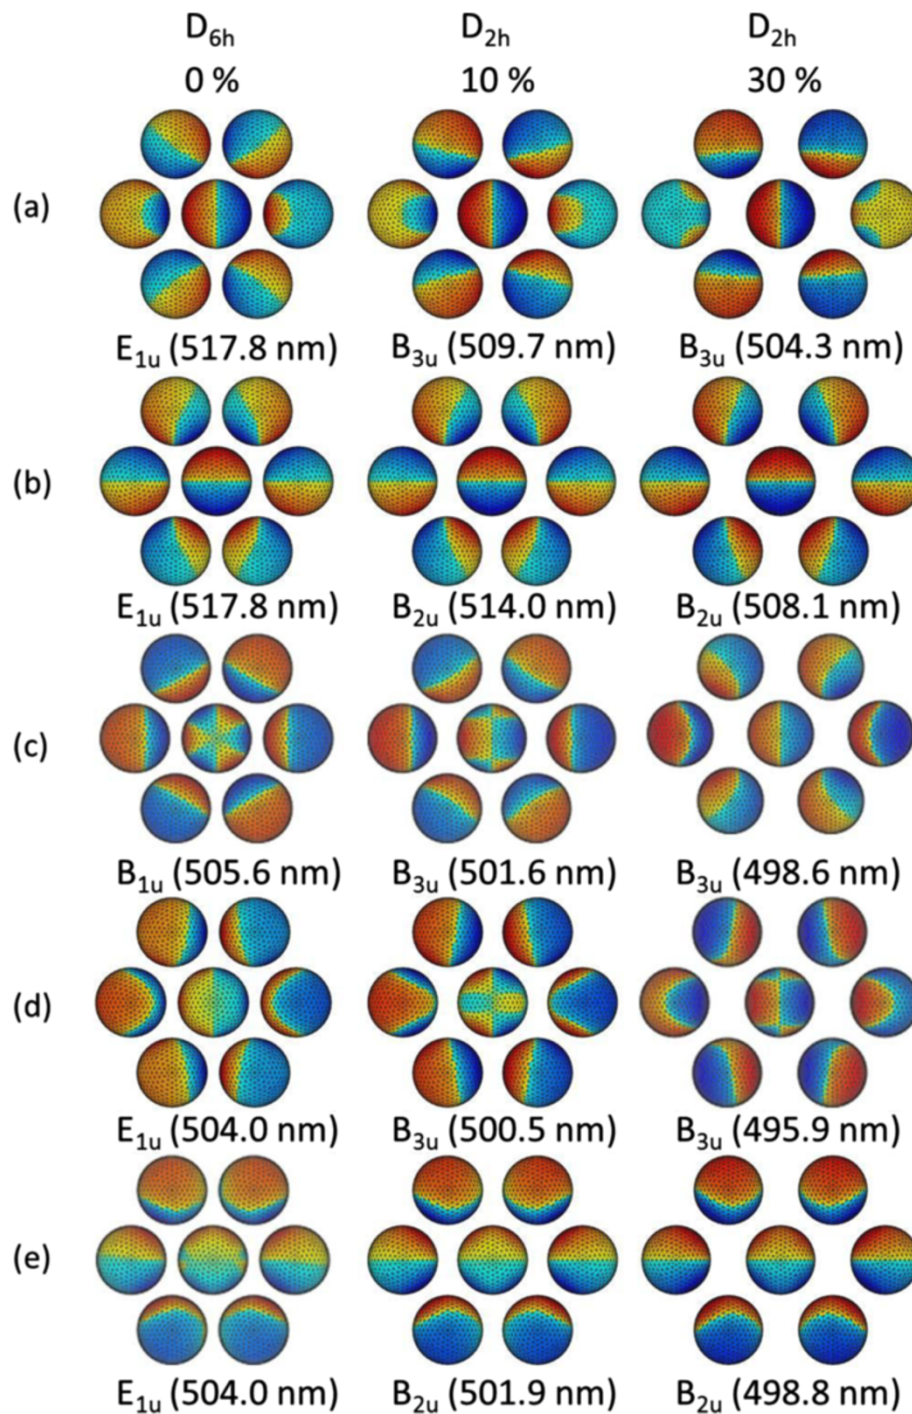 D6h D2h D2h
0 % 10 % 30 %
(a)
E1u (517.8 nm) B3u (509.7 nm) B3u (504.3 nm)
(b)
E1u (517.8 nm) B2u (514.0 nm) B2u (508.1 nm)
(c)
B1u (505.6 nm) B3u (501.6 nm) B3u (498.6 nm)
(d)
E1u (504.0 nm) B3u (500.5 nm) B3u (495.9 nm)
(e)
E1u (504.0 nm) B2u (501.9 nm) B2u (498.8 nm)